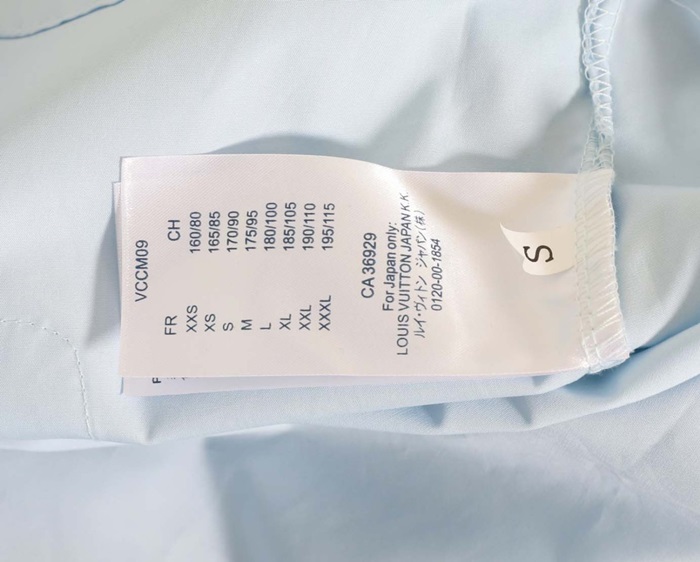 VCCM09
FR CH
XXS 160/80
XS 165/85
S 170/90
M 175/95
L 180/100
XL 185/105
XXL 190/110
XXXL 195/115
CA 36929
For Japan only:
LOUIS VUITTON JAPAN K.K.
ルイ・ヴィトン ジャパン(株)
0120-00-1854
S